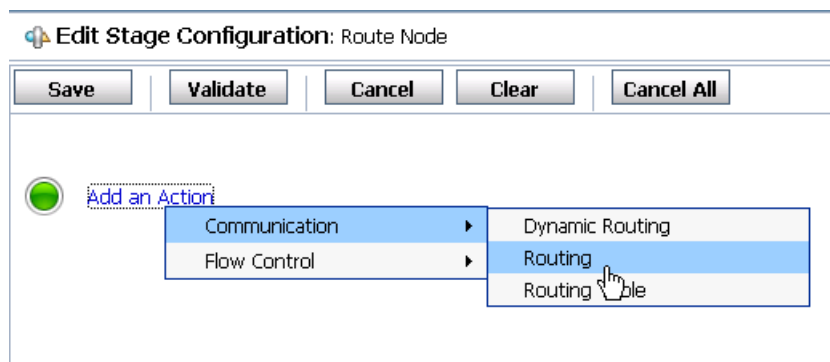 Edit Stage Configuration: Route Node
Save Validate Cancel Clear Cancel All
Add an Action
Communication Dynamic Routing
Flow Control Routing
Routing